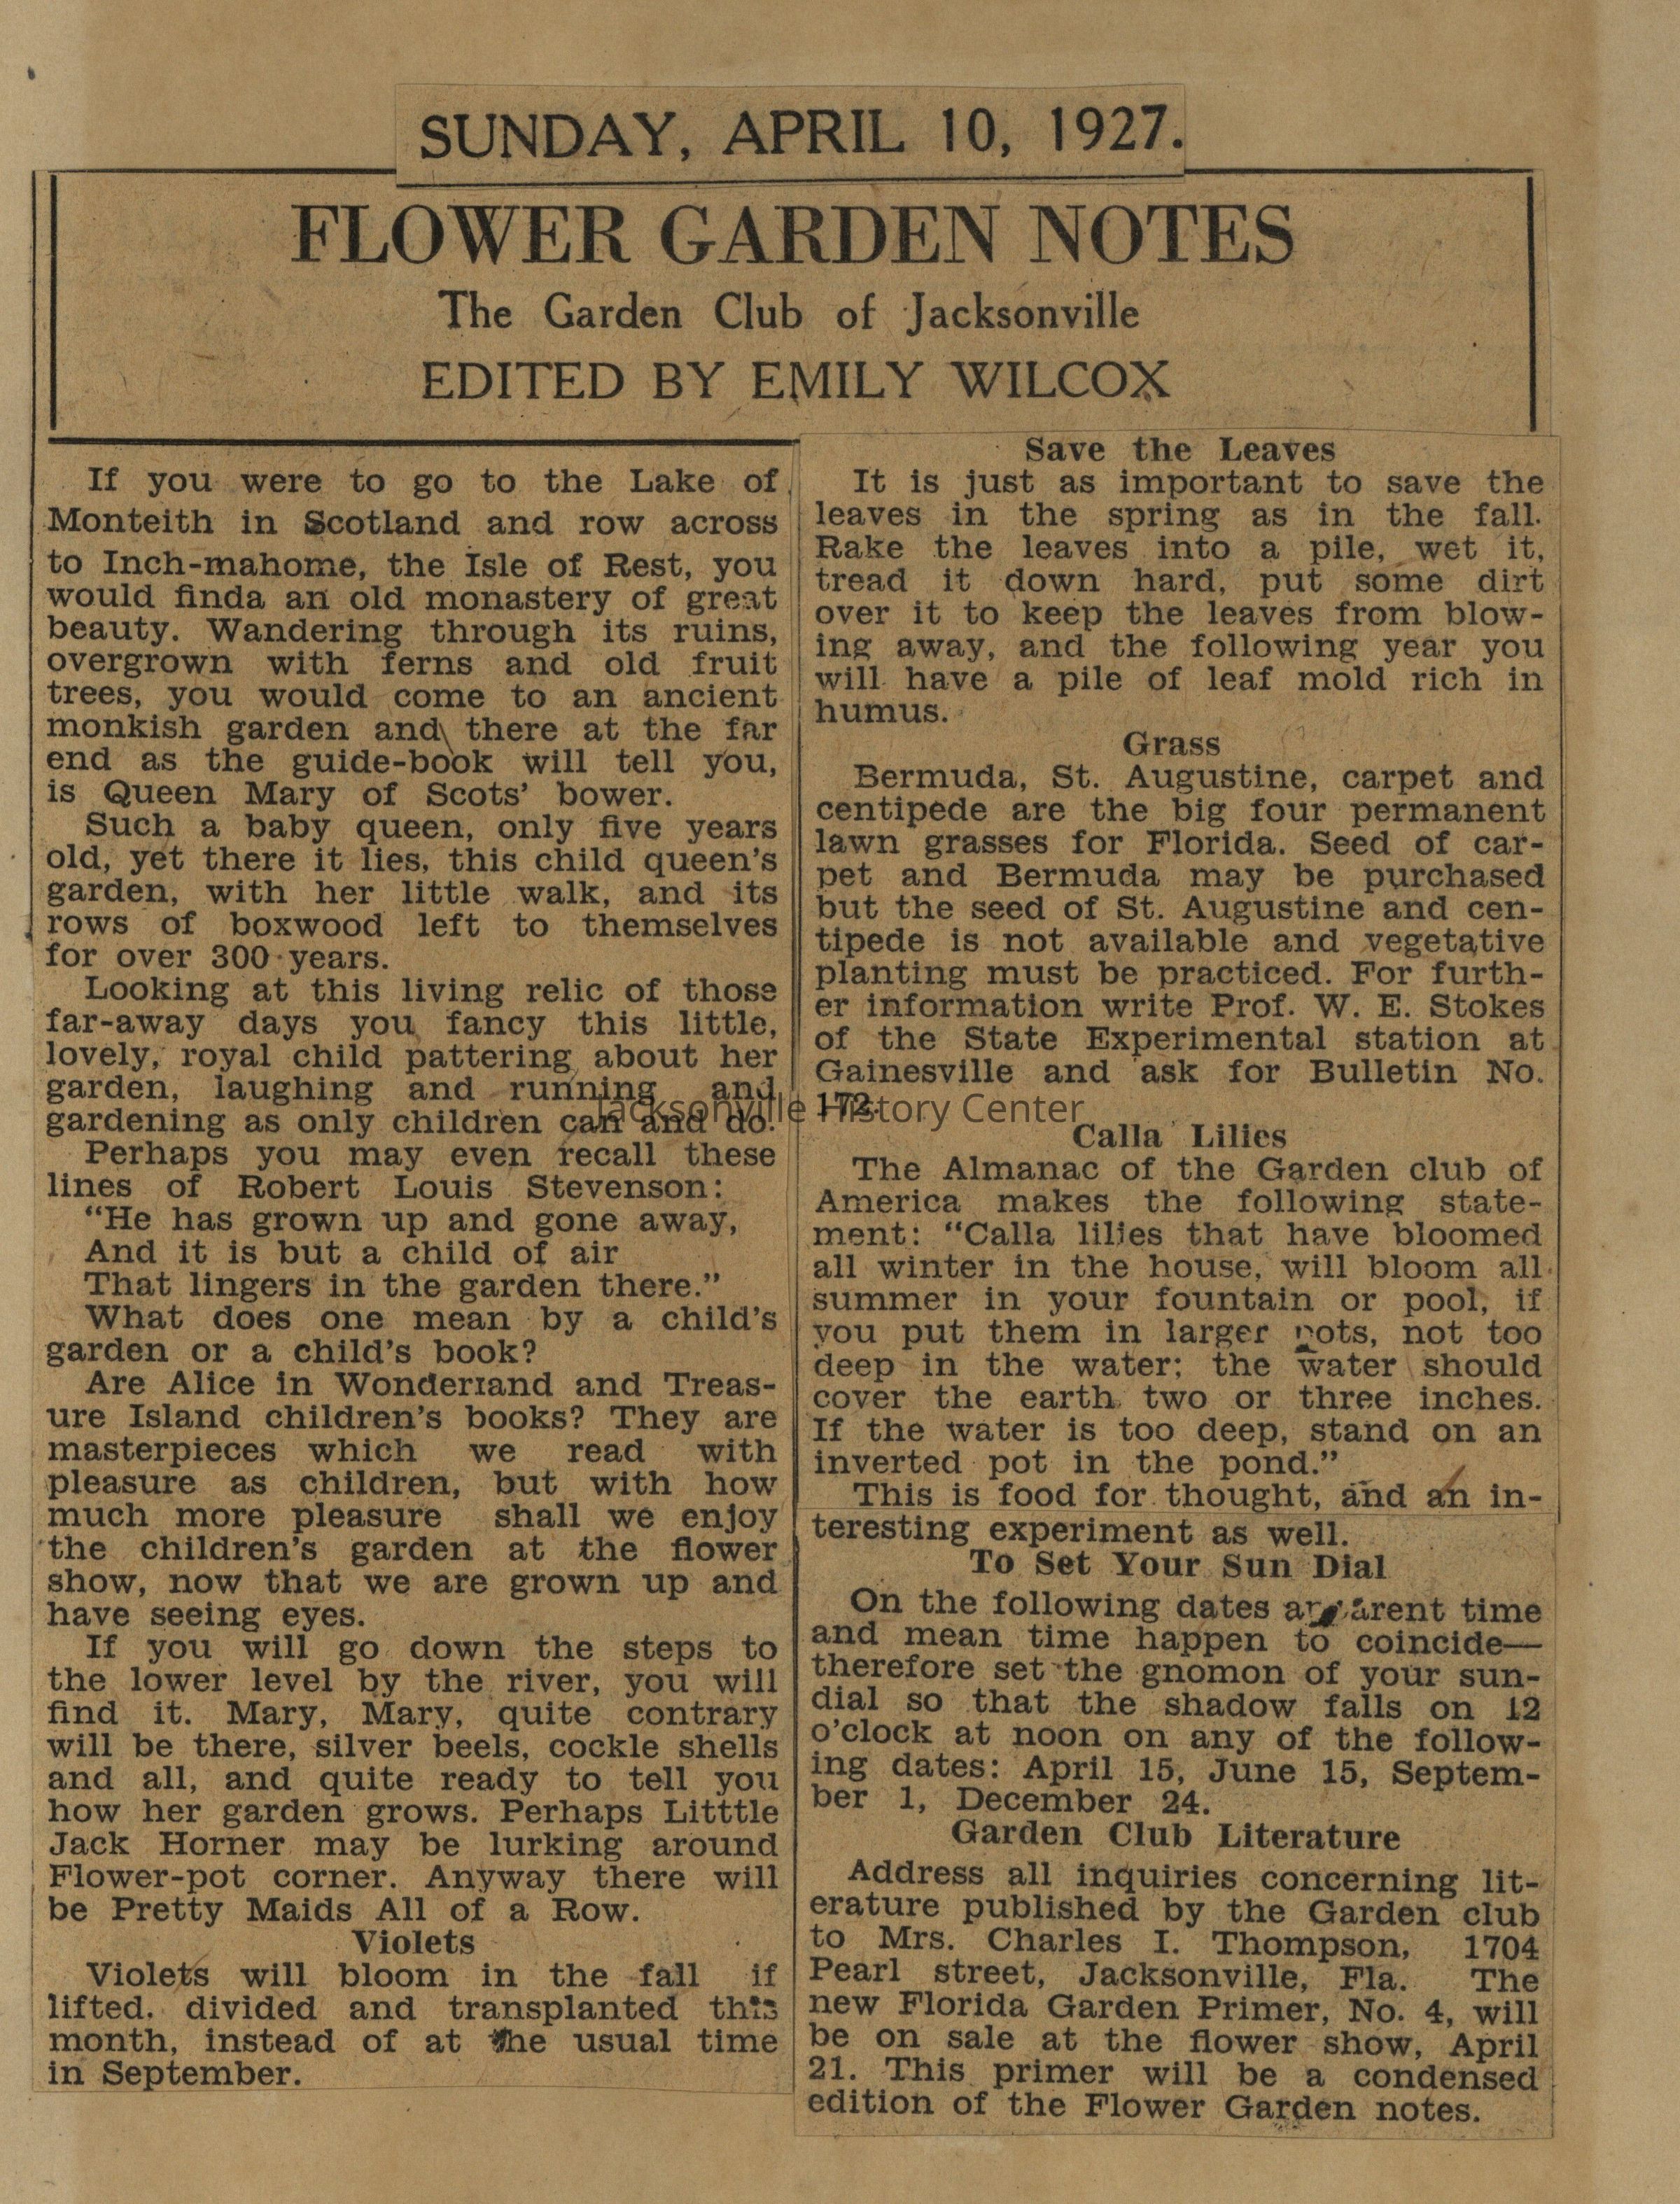 SUNDAY, APRIL 10, 1927.
FLOWER GARDEN NOTES
The Garden Club of Jacksonville
EDITED BY EMILY WILCOX
If you were to go to the Lake of
Monteith in Scotland and row across
to Inch-mahome, the Isle of Rest, you
would finda an old monastery of great
beauty. Wandering through its ruins,
overgrown with ferns and old fruit
trees, you would come to an ancient
monkish garden and there at the far
end as the guide-book will tell you,
is Queen Mary of Scots' bower.
Such a baby queen, only five years
old, yet there it lies, this child queen's
garden, with her little walk, and its
rows of boxwood left to themselves
for over 300 years.
Looking at this living relic of those
far-away days you fancy this little,
lovely, royal child pattering about her
garden, laughing and running and
gardening as only children can and do.
Perhaps you may even recall these
lines of Robert Louis Stevenson:
"He has grown up and gone away,
And it is but a child of air
That lingers in the garden there."
What does one mean by a child's
garden or a child's book?
Are Alice in Wonderland and Treas-
ure Island children's books? They are
masterpieces which we read with
pleasure as children, but with how
much more pleasure shall we enjoy
the children's garden at the flower
show, now that we are grown up and
have seeing eyes.
If you will go down the steps to
the lower level by the river, you will
find it. Mary, Mary, quite contrary
will be there, silver beels, cockle shells
and all, and quite ready to tell you
how her garden grows. Perhaps Litttle
Jack Horner may be lurking around
Flower-pot corner. Anyway there will
be Pretty Maids All of a Row.
Violets
Violets will bloom in the fall if
lifted. divided and transplanted this
month, instead of at the usual time
in September.
Save the Leaves
It is just as important to save the
leaves in the spring as in the fall.
Rake the leaves into a pile, wet it,
tread it down hard, put some dirt
over it to keep the leaves from blow-
ing away, and the following year you
will have a pile of leaf mold rich in
humus.
Grass
Bermuda, St. Augustine, carpet and
centipede are the big four permanent
lawn grasses for Florida. Seed of car-
pet and Bermuda may be purchased
but the seed of St. Augustine and cen-
tipede is not available and vegetative
planting must be practiced. For furth-
er information write Prof. W. E. Stokes
of the State Experimental station at
Gainesville and ask for Bulletin No.
172.
Jacksonville History Center
Calla Lilies
The Almanac of the Garden club of
America makes the following state-
ment: "Calla lilies that have bloomed
all winter in the house, will bloom all
summer in your fountain or pool, if
you put them in larger pots, not too
deep in the water; the water should
cover the earth two or three inches.
If the water is too deep, stand on an
inverted pot in the pond."
This is food for thought, and an in-
teresting experiment as well.
To Set Your Sun Dial
On the following dates apparent time
and mean time happen to coincide—
therefore set the gnomon of your sun-
dial so that the shadow falls on 12
o'clock at noon on any of the follow-
ing dates: April 15, June 15, Septem-
ber 1, December 24.
Garden Club Literature
Address all inquiries concerning lit-
erature published by the Garden club
to Mrs. Charles I. Thompson, 1704
Pearl street, Jacksonville, Fla. The
new Florida Garden Primer, No. 4, will
be on sale at the flower show, April
21. This primer will be a condensed
edition of the Flower Garden notes.